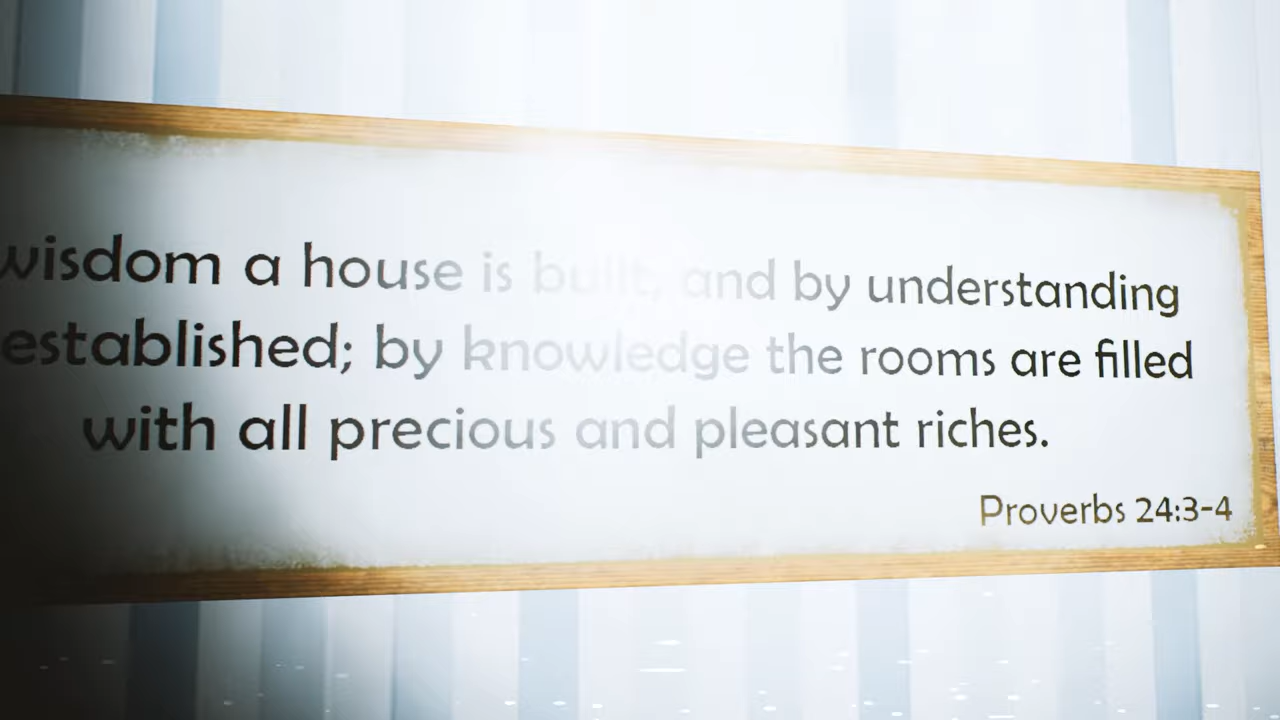 wisdom a house is built, and by understanding
established; by knowledge the rooms are filled
with all precious and pleasant riches.
Proverbs 24:3-4